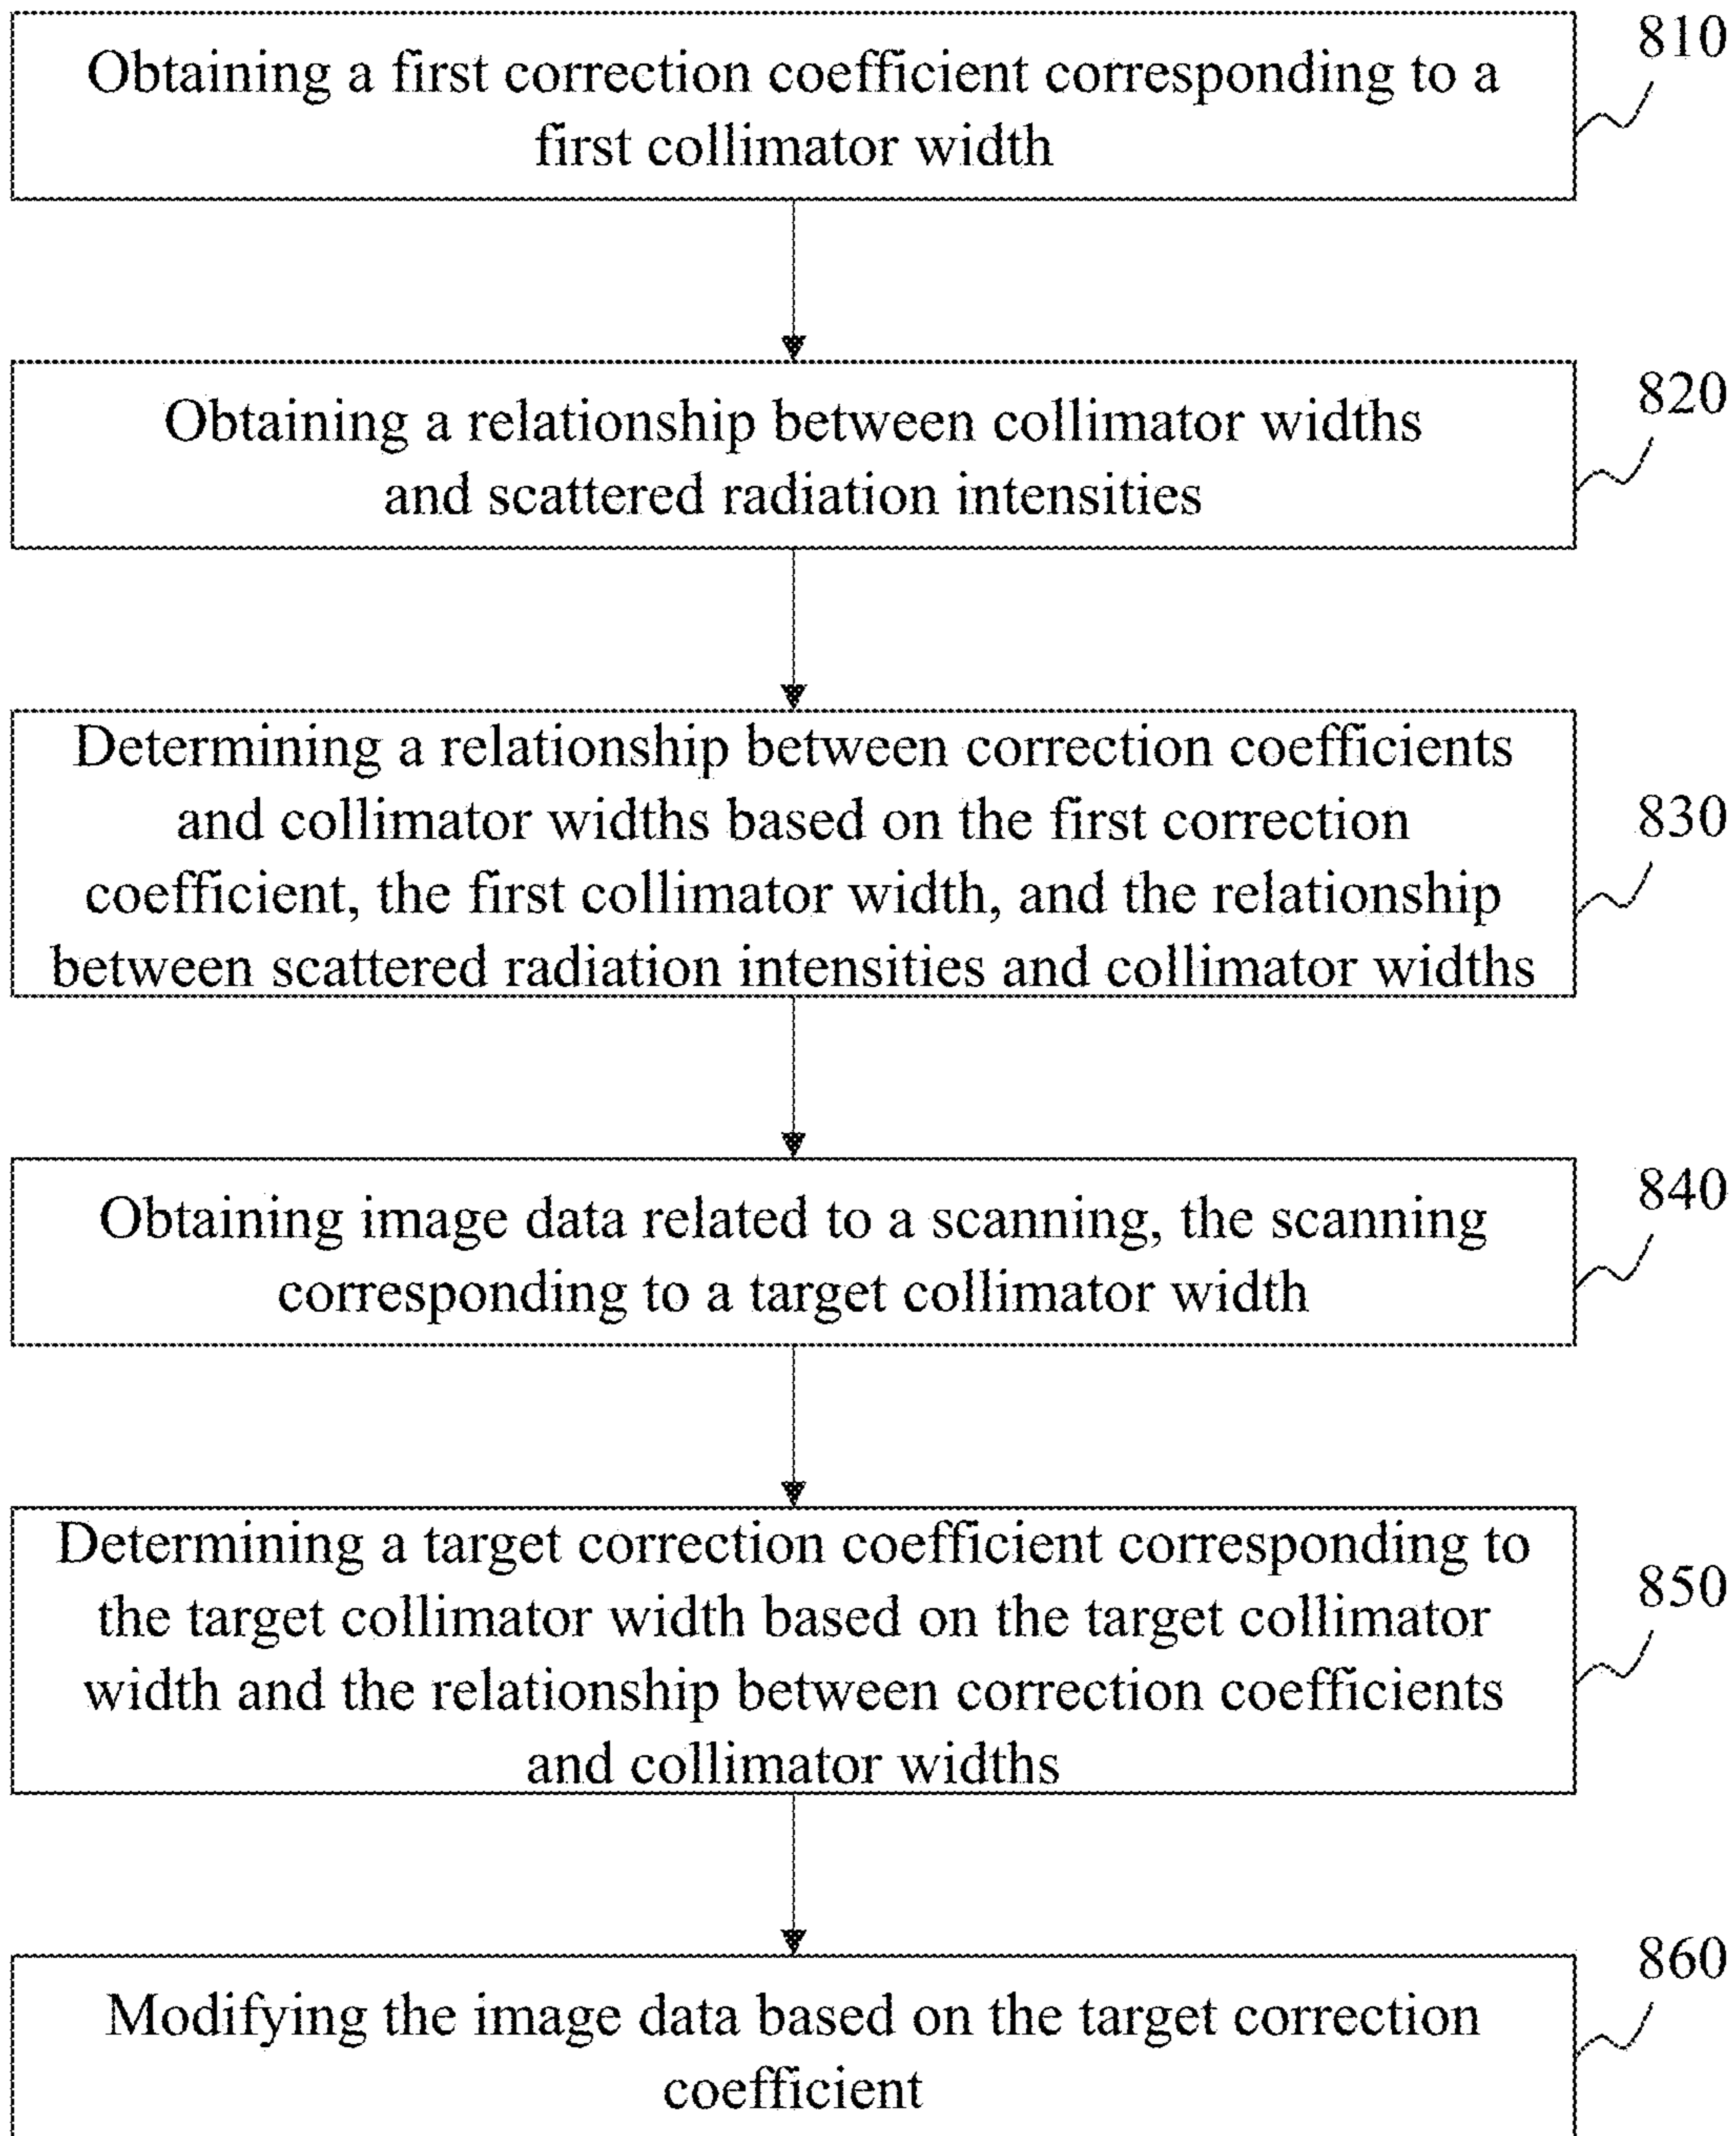 810
Obtaining a first correction coefficient corresponding to a
first collimator width
820
Obtaining a relationship between collimator widths
and scattered radiation intensities
Determining a relationship between correction coefficients
and collimator widths based on the first correction
830
coefficient, the first collimator width, and the relationship
between scattered radiation intensities and collimator widths
840
Obtaining image data related to a scanning, the scanning
corresponding to a target collimator width
Determining a target correction coefficient corresponding to
850
the target collimator width based on the target collimator
width and the relationship between correction coefficients
and collimator widths
860
Modifying the image data based on the target correction
coefficient